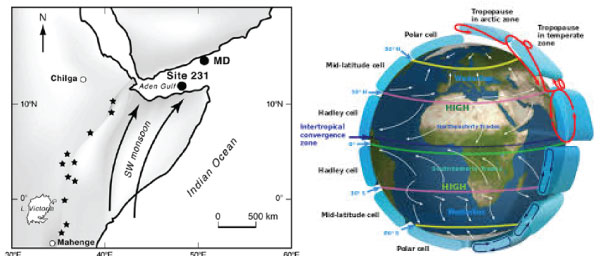 N
MD
Site 231
Chilga
Aden Gulf
10°N
10°N
SW monsoon
Indian Ocean
0°
0°
L. Victoria
0 500 km
Mahenge
30°E 40°E 50°E 60°E
Tropopause
in arctic zone
Tropopause
in temperate
zone
Polar cell
60° N
Mid-latitude cell
Westerlies
30° N
HIGH
Hadley cell
Northeasterly Trades
Intertropical
convergence
zone
0°
Southeasterly Trades
Hadley cell
30° S
HIGH
Westerlies
Mid-latitude cell
60° S
Polar cell